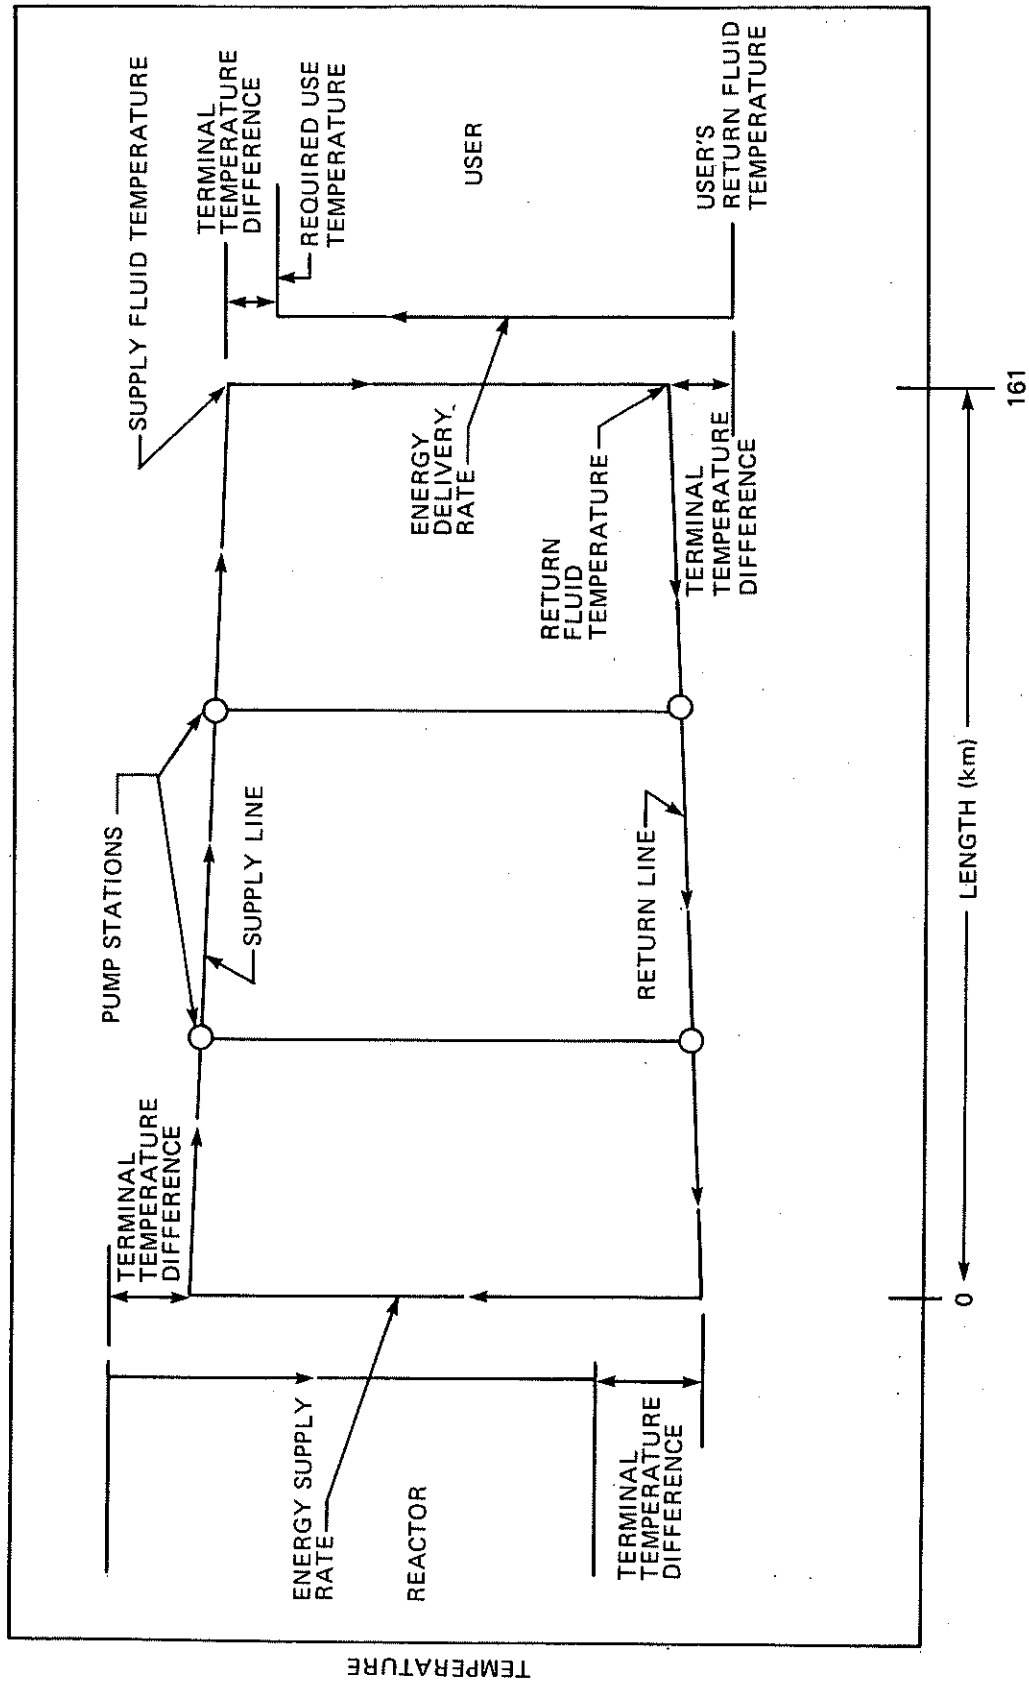 TEMPERATURE
REACTOR
ENERGY SUPPLY
RATE
TERMINAL
TEMPERATURE
DIFFERENCE
TERMINAL
TEMPERATURE
DIFFERENCE
PUMP STATIONS
SUPPLY LINE
RETURN LINE
SUPPLY FLUID TEMPERATURE
ENERGY
DELIVERY
RATE
RETURN
FLUID
TEMPERATURE
TERMINAL
TEMPERATURE
DIFFERENCE
TERMINAL
TEMPERATURE
DIFFERENCE
REQUIRED USE
TEMPERATURE
USER
USER'S
RETURN FLUID
TEMPERATURE
0
LENGTH (km)
161